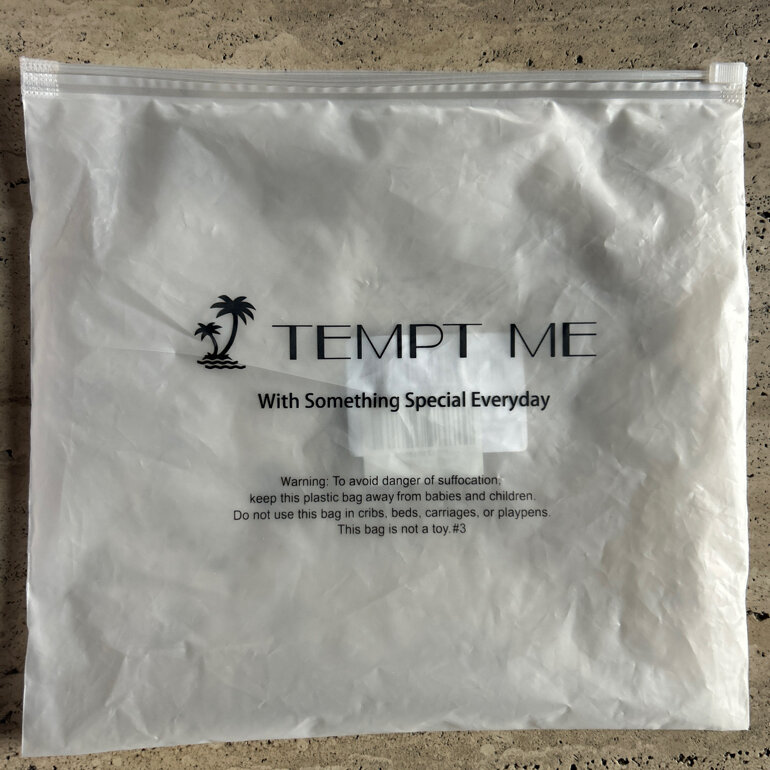 TEMPT ME
With Something Special Everyday
Warning: To avoid danger of suffocation,
keep this plastic bag away from babies and children.
Do not use this bag in cribs, beds, carriages, or playpens.
This bag is not a toy. #3